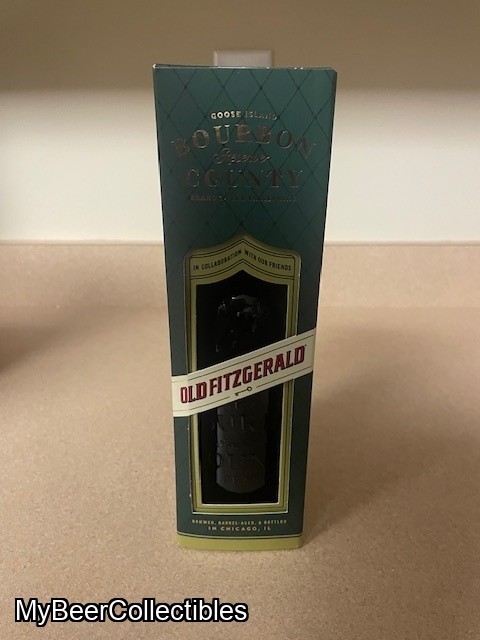 GOOSE ISLAND
BOURBON
Reserve
COUNTY
IN COLLABORATION WITH OUR FRIENDS
OLD FITZGERALD
BREWED, BARREL-AGED, & BOTTLED
IN CHICAGO, IL
MyBeerCollectibles